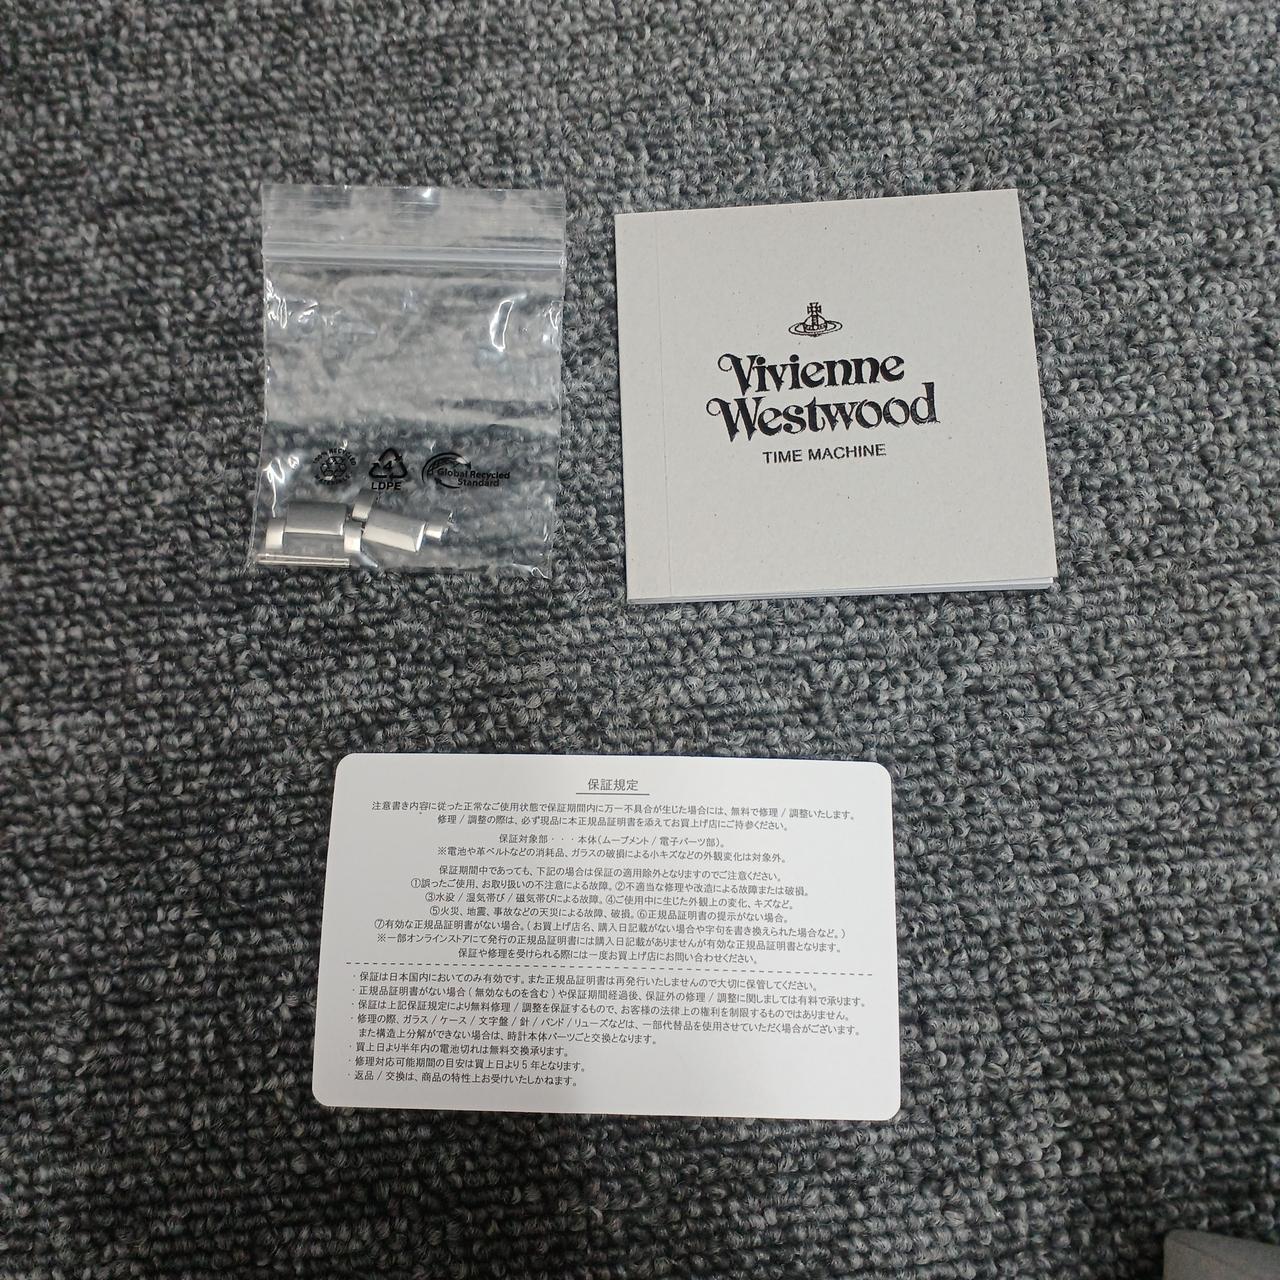 100% RECYCLED
4
LDPE
Global Recycled
Standard
Vivienne
Westwood
TIME MACHINE
保証規定
注意書き内容に従った正常なご使用状態で保証期間内に万一不具合が生じた場合には、無料で修理 / 調整いたします。
修理 / 調整の際は、必ず現品に本正規品証明書を添えてお買上げ店にご持参ください。
保証対象部・・・本体(ムーブメント / 電子パーツ部)。
※電池や革ベルトなどの消耗品、ガラスの破損による小キズなどの外観変化は対象外。
保証期間中であっても、下記の場合は保証の適用除外となりますのでご注意ください。
①誤ったご使用、お取り扱いの不注意による故障。②不適当な修理や改造による故障または破損。
③水没 / 湿気帯び / 磁気帯びによる故障。④ご使用中に生じた外観上の変化、キズなど。
⑤火災、地震、事故などの天災による故障、破損。⑥正規品証明書の提示がない場合。
⑦有効な正規品証明書がない場合。(お買上げ店名、購入日記載がない場合や字句を書き換えられた場合など。)
※一部オンラインストアにて発行の正規品証明書には購入日記載がありませんが有効な正規品証明書となります。
保証や修理を受けられる際には一度お買上げ店にお問い合わせください。
・保証は日本国内においてのみ有効です。また正規品証明書は再発行いたしませんので大切に保管してください。
・正規品証明書がない場合(無効なものを含む)や保証期間経過後、保証外の修理 / 調整に関しましては有料で承ります。
・保証は上記保証規定により無料修理 / 調整を保証するもので、お客様の法律上の権利を制限するものではありません。
・修理の際、ガラス / ケース / 文字盤 / 針 / バンド / リューズなどは、一部代替品を使用させていただく場合がございます。
また構造上分解ができない場合は、時計本体パーツごと交換となります。
・買上日より半年内の電池切れは無料交換承ります。
・修理対応可能期間の目安は買上日より5年となります。
・返品 / 交換は、商品の特性上お受けいたしかねます。